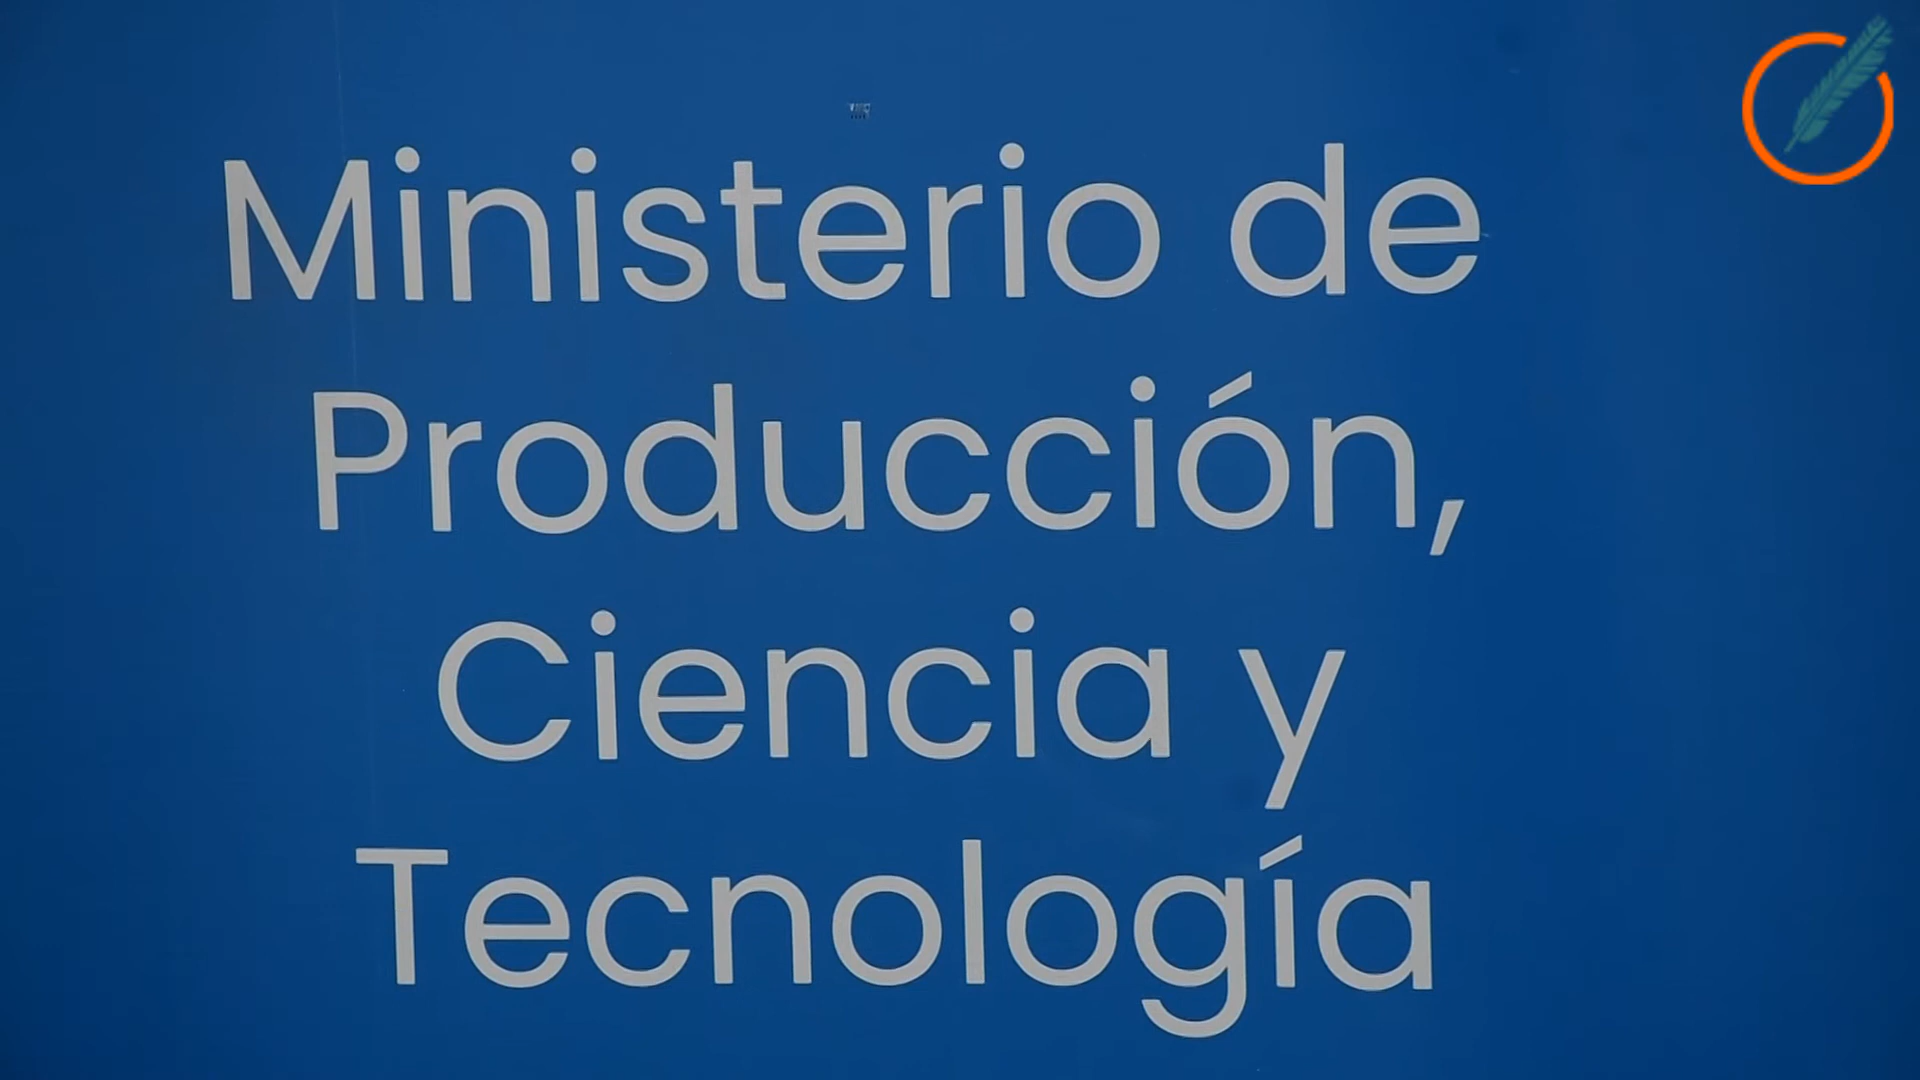 Ministerio de
Producción,
Ciencia y
Tecnología